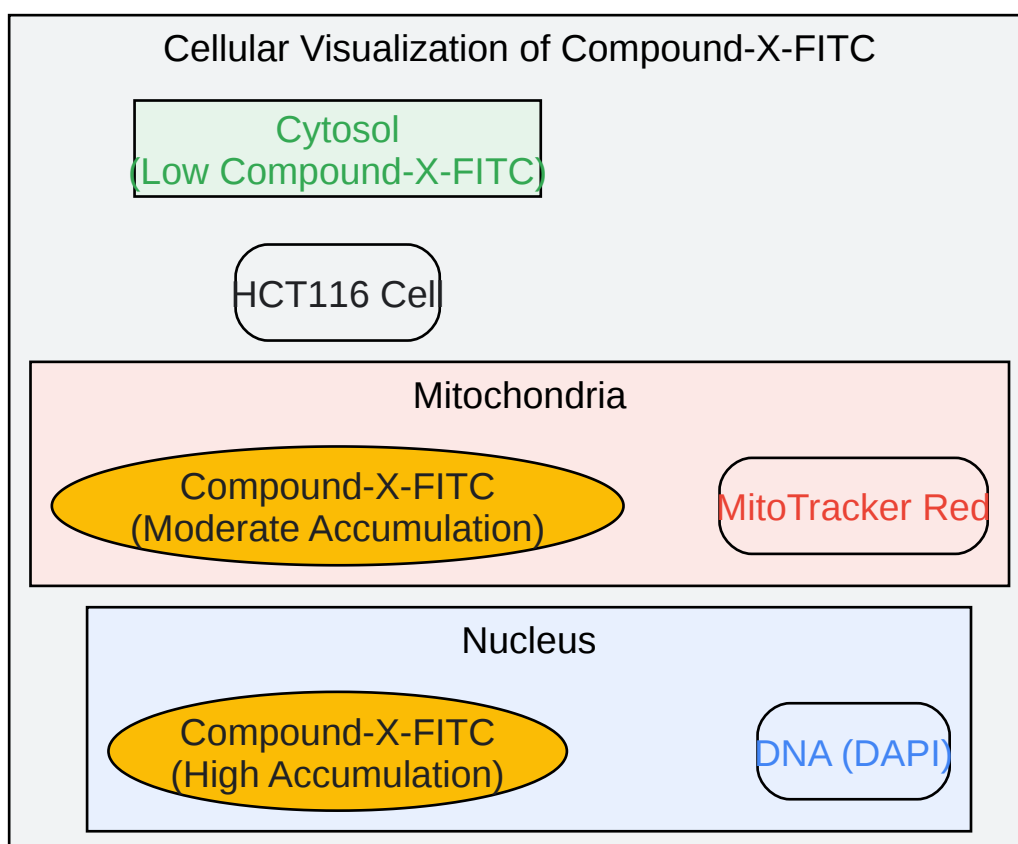 Cellular Visualization of Compound-X-FITC
Cytosol
(Low Compound-X-FITC)
HCT116 Cell
Mitochondria
Compound-X-FITC
(Moderate Accumulation)
MitoTracker Red
Nucleus
Compound-X-FITC
(High Accumulation)
DNA (DAPI)